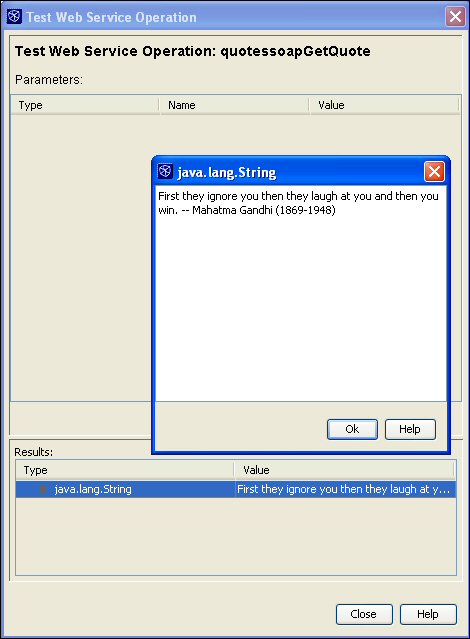 Test Web Service Operation
Test Web Service Operation: quotessoapGetQuote
Parameters:
Type Name Value
java.lang.String
First they ignore you then they laugh at you and then you
win. -- Mahatma Gandhi (1869-1948)
Ok Help
Results:
Type Value
java.lang.String First they ignore you then they laugh at y...
Close Help